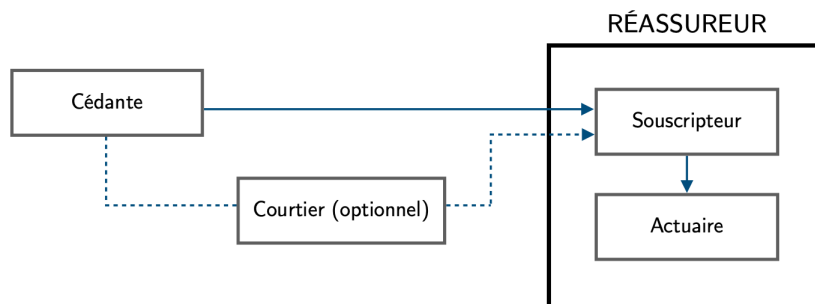 RÉASSUREUR
Cédante
Souscripteur
Courtier (optionnel)
Actuaire